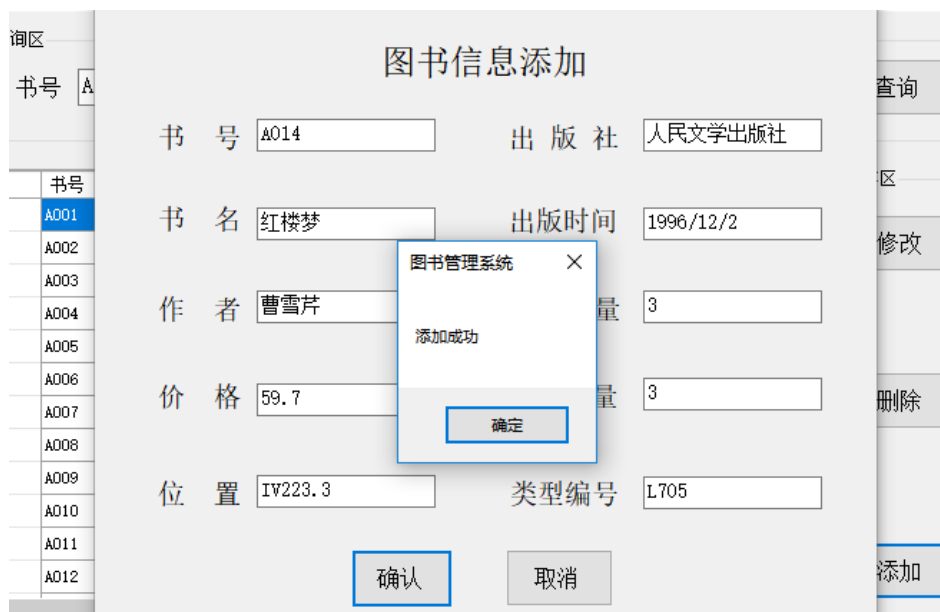 询区
图书信息添加
书号 A
查询
书 号 A014
出 版 社 人民文学出版社
书号
区
A001
书 名 红楼梦
出版时间 1996/12/2
A002
修改
图书管理系统
A003
作 者 曹雪芹
量 3
A004
添加成功
A005
A006
价 格 59.7
量 3
删除
A007
确定
A008
A009
位 置 IV223.3
类型编号 L705
A010
A011
A012
确认
取消
添加